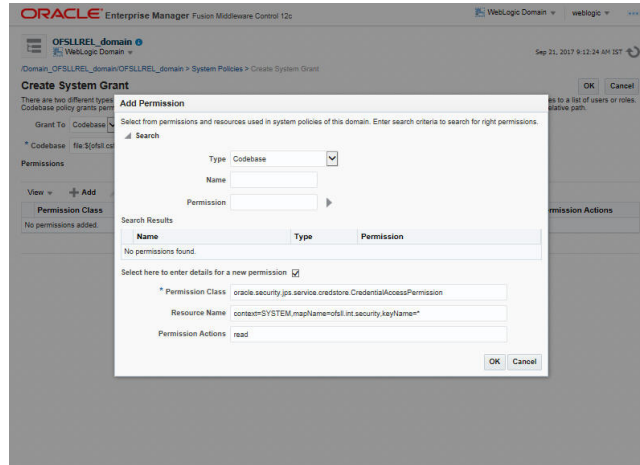 ORACLE Enterprise Manager Fusion Middleware Control 12c
WebLogic Domain weblogic
OFSLLREL_domain
WebLogic Domain
Sep 21, 2017 9:12:24 AM IST
/Domain_OFSLLREL_domain/OFSLLREL_domain > System Policies > Create System Grant
Create System Grant
OK Cancel
There are two different types
es to a list of users or roles.
Codebase policy grants perm
elative path.
Grant To Codebase
* Codebase
Permissions
View Add
Permission Class
rmission Actions
No permissions added.
Add Permission
Select from permissions and resources used in system policies of this domain. Enter search criteria to search for right permissions.
Search
Type Codebase
Name
Permission
Search Results
Name Type Permission
No permissions found.
Select here to enter details for a new permission
* Permission Class oracle.security.jps.service.credstore.CredentialAccessPermission
Resource Name context=SYSTEM,mapName=ofsll.int.security,keyName=*
Permission Actions read
OK Cancel